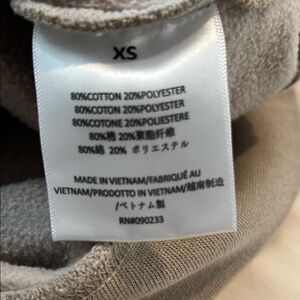 XS
80%COTTON 20%POLYESTER
80%COTON 20%POLYESTER
80%COTONE 20%POLIESTERE
80%棉 20%聚酯纤维
80%綿 20% ポリエステル
MADE IN VIETNAM/FABRIQUÉ AU
VIETNAM/PRODOTTO IN VIETNAM/越南制造
/ベトナム製
RN#090233